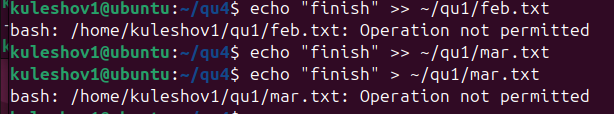 kuleshov1@ubuntu:~/qu4$ echo "finish" >> ~/qu1/feb.txt
bash: /home/kuleshov1/qu1/feb.txt: Operation not permitted
kuleshov1@ubuntu:~/qu4$ echo "finish" >> ~/qu1/mar.txt
kuleshov1@ubuntu:~/qu4$ echo "finish" > ~/qu1/mar.txt
bash: /home/kuleshov1/qu1/mar.txt: Operation not permitted